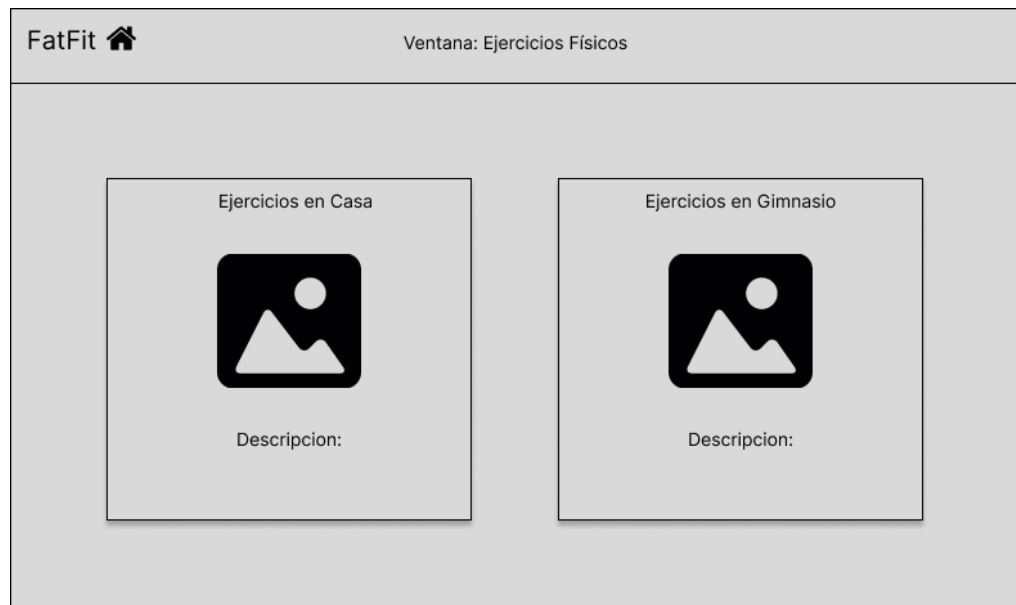 FatFit
Ventana: Ejercicios Físicos
Ejercicios en Casa
Descripcion:
Ejercicios en Gimnasio
Descripcion: